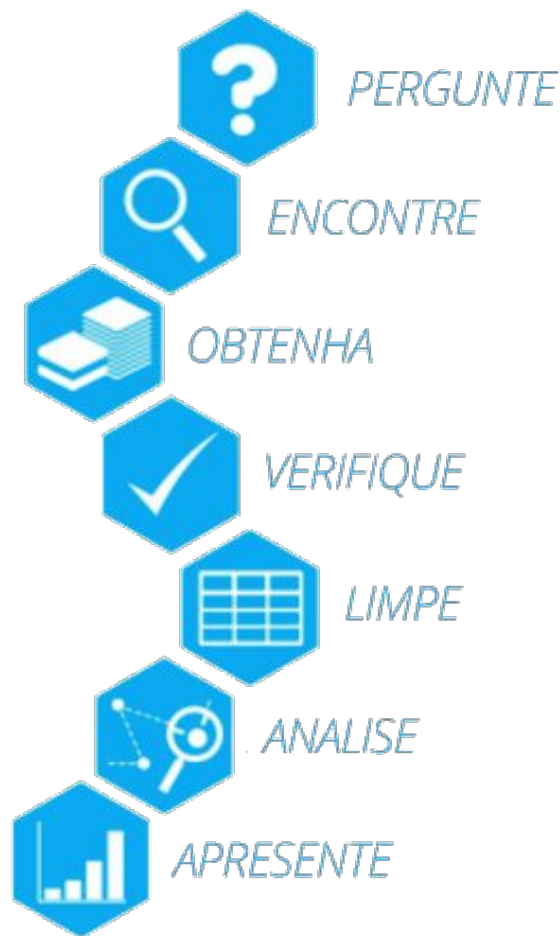 PERGUNTE
ENCONTRE
OBTENHA
VERIFIQUE
LIMPE
ANALISE
APRESENTE